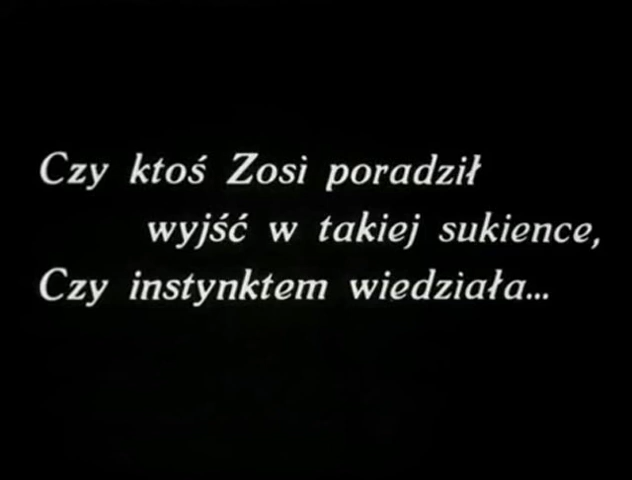 Czy ktoś Zosi poradził
wyjść w takiej sukience,
Czy instynktem wiedziała...